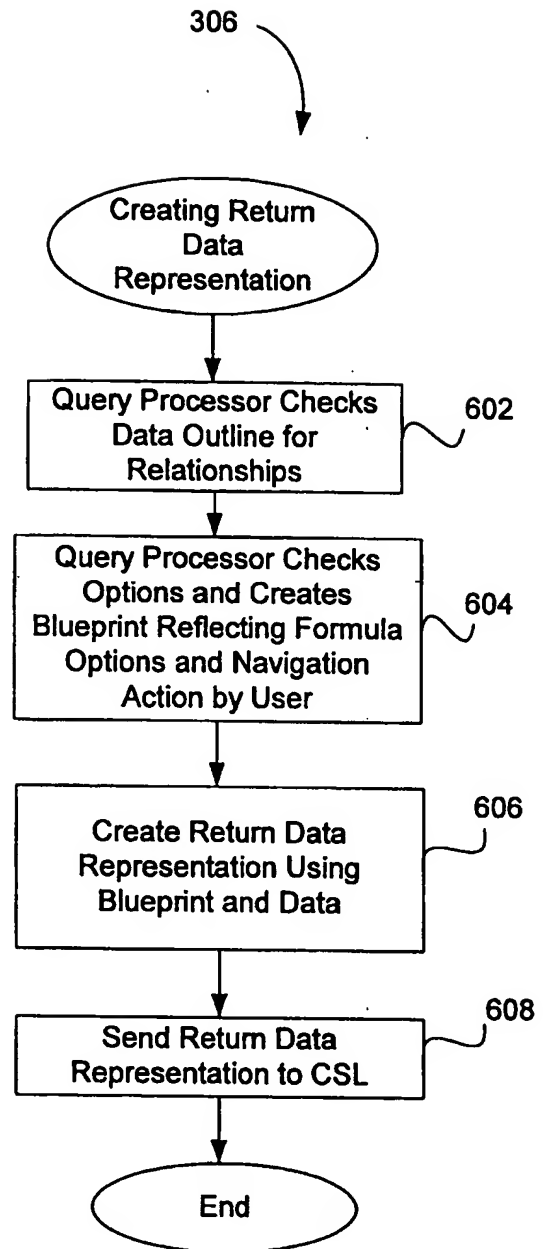 306
Creating Return
Data
Representation
Query Processor Checks
Data Outline for
Relationships
602
Query Processor Checks
Options and Creates
Blueprint Reflecting Formula
Options and Navigation
Action by User
604
Create Return Data
Representation Using
Blueprint and Data
606
Send Return Data
Representation to CSL
608
End